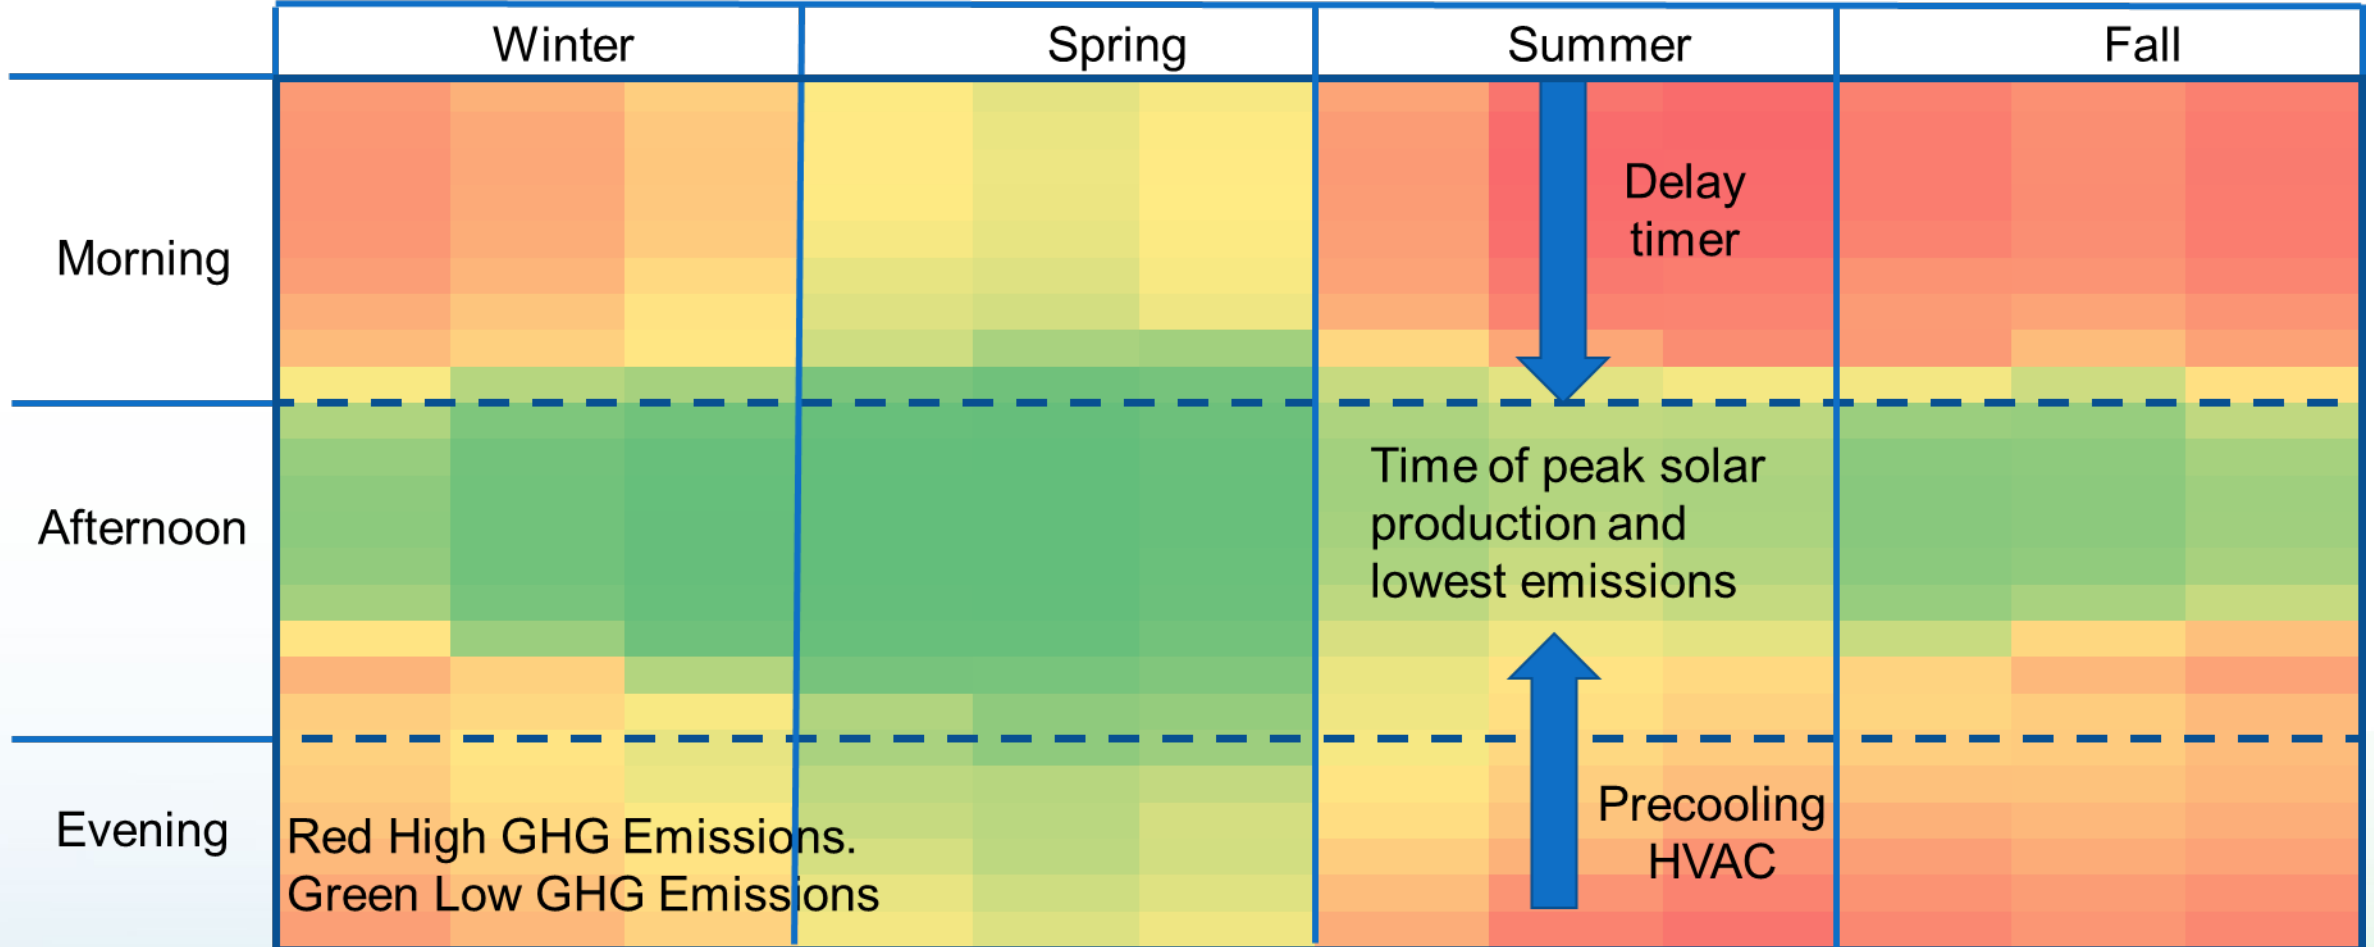 Winter
Spring
Summer
Fall
Morning
Delay
timer
Afternoon
Time of peak solar
production and
lowest emissions
Evening
Red High GHG Emissions.
Green Low GHG Emissions
Precooling
HVAC